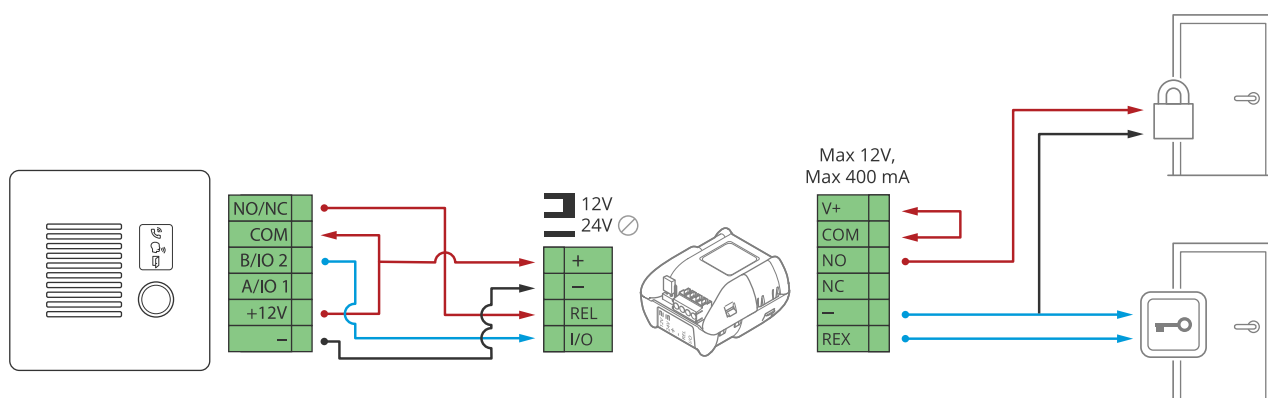 NO/NC
COM
B/IO 2
A/IO 1
+12V
−
12V
24V
+
−
REL
I/O
Max 12V,
Max 400 mA
V+
COM
NO
NC
−
REX